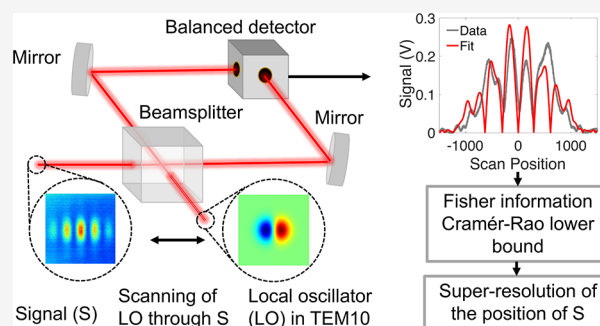 Balanced detector
Mirror
Beamsplitter
Mirror
Signal (S)
Scanning of
LO through S
Local oscillator
(LO) in TEM10
0.3
0.2
0.1
0
Signal (V)
Data
Fit
-1000
0
1000
Scan Position
Fisher information
Cramér-Rao lower
bound
Super-resolution of
the position of S